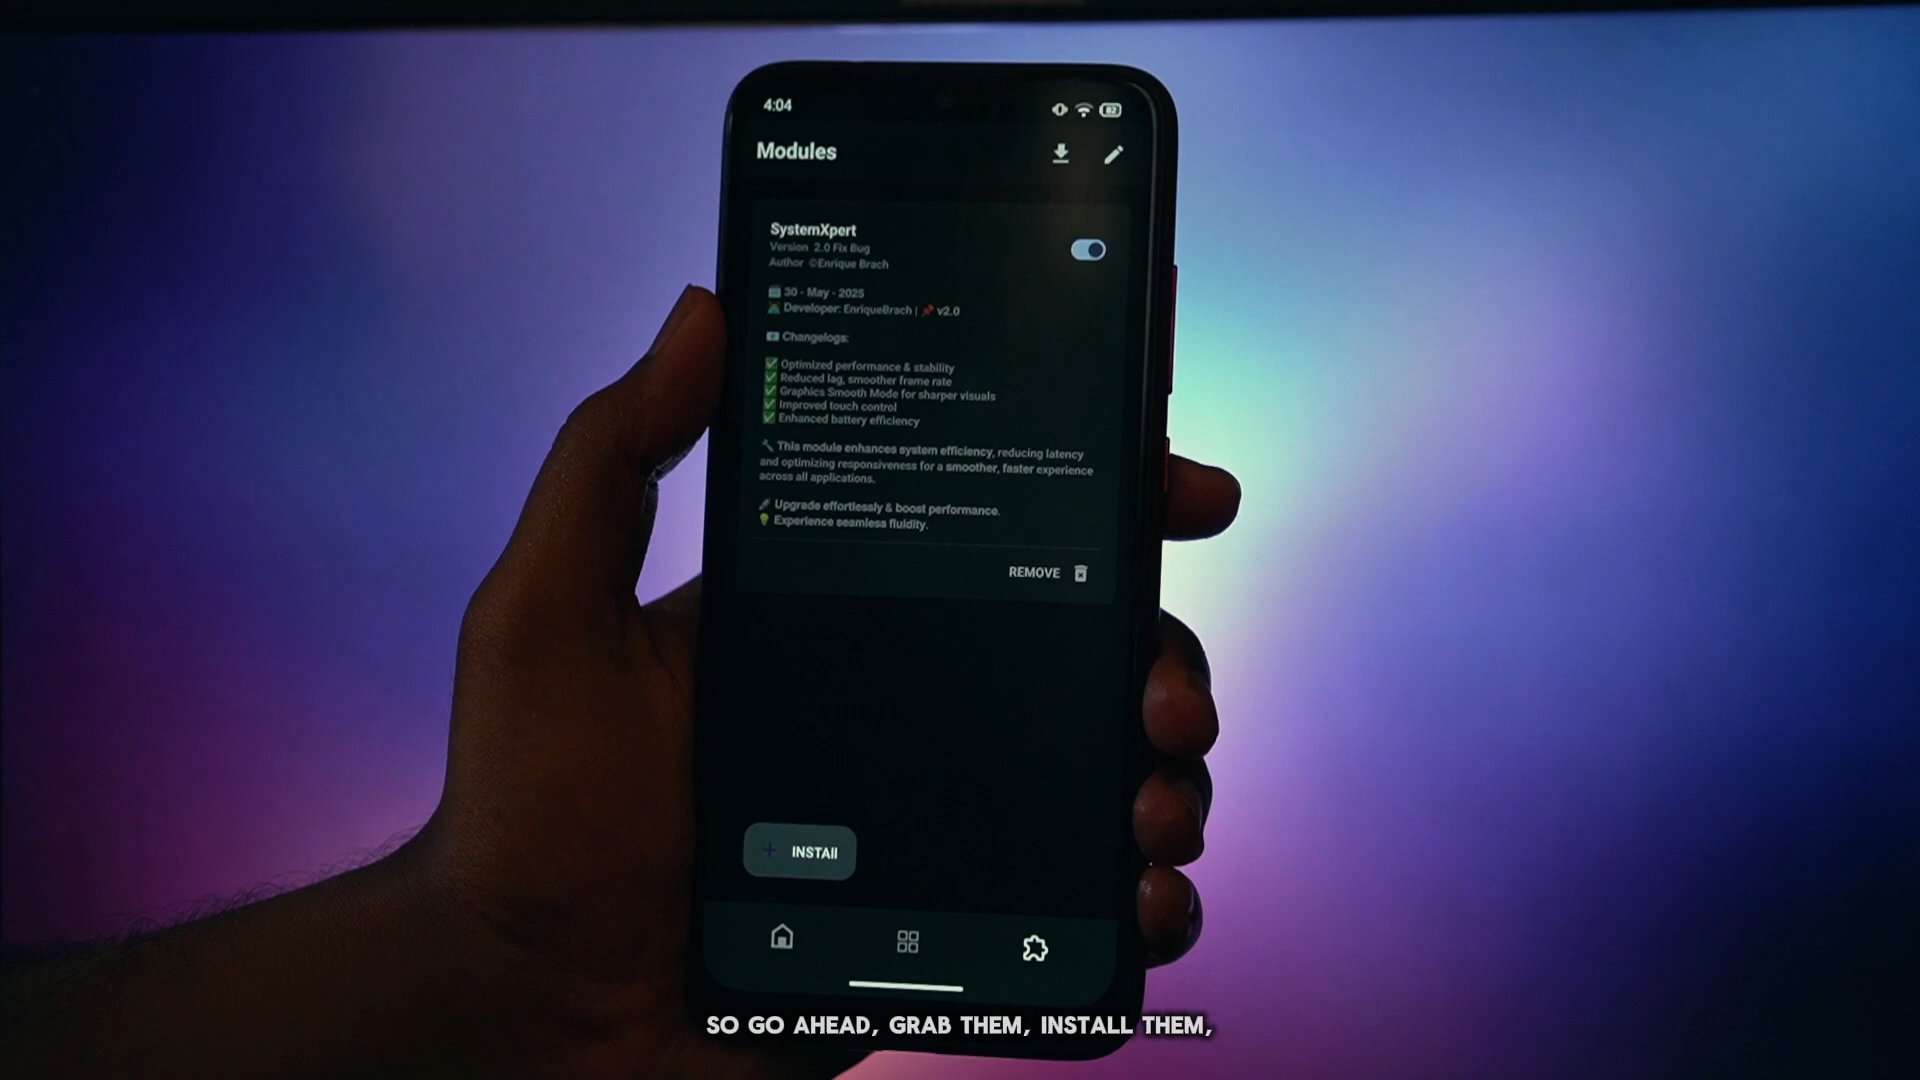 4:04
82
Modules
SystemXpert
Version 2.0 Fix Bug
Author ©Enrique Brach
30 - May - 2025
Developer: EnriqueBrach | 📌 v2.0
Changelogs:
✅ Optimized performance & stability
✅ Reduced lag, smoother frame rate
✅ Graphics Smooth Mode for sharper visuals
✅ Improved touch control
✅ Enhanced battery efficiency
🔧 This module enhances system efficiency, reducing latency
and optimizing responsiveness for a smoother, faster experience
across all applications.
🚀 Upgrade effortlessly & boost performance.
💡 Experience seamless fluidity.
REMOVE
+ INSTAll
SO GO AHEAD, GRAB THEM, INSTALL THEM,